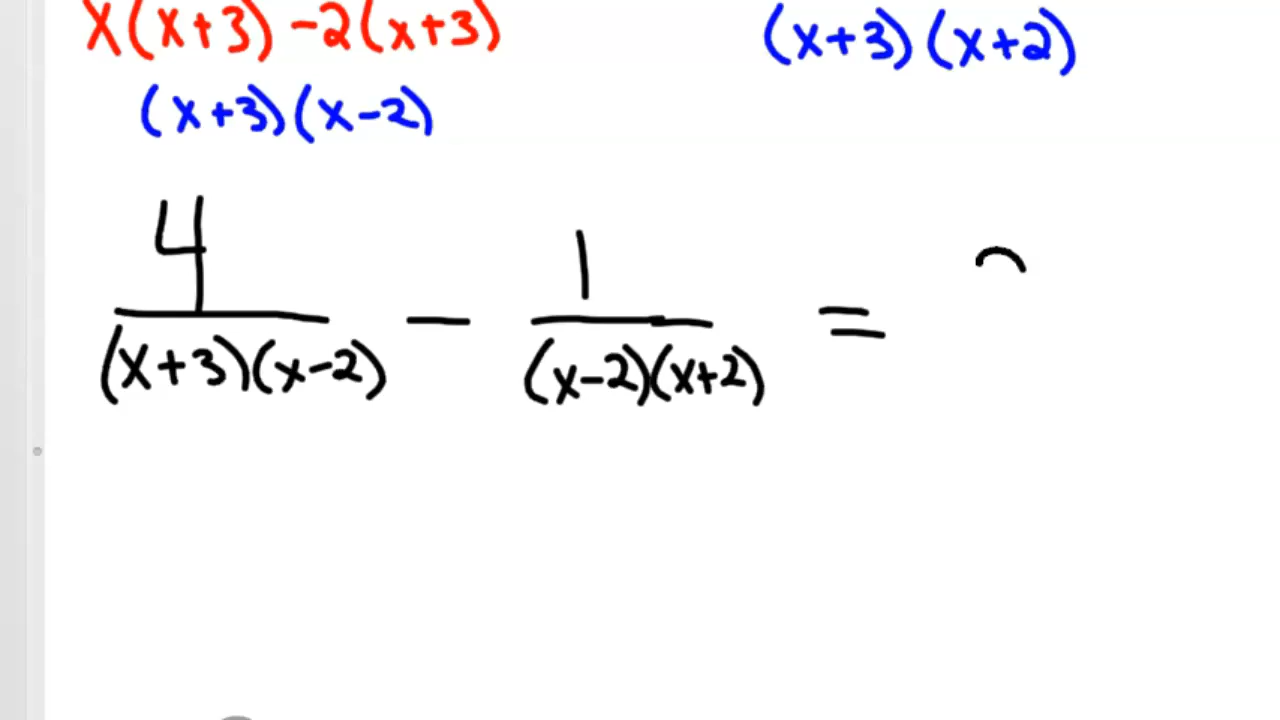 x(x+3) -2(x+3)
(x+3)(x+2)
(x+3)(x-2)
4 1
— =
(x+3)(x-2) (x-2)(x+2)